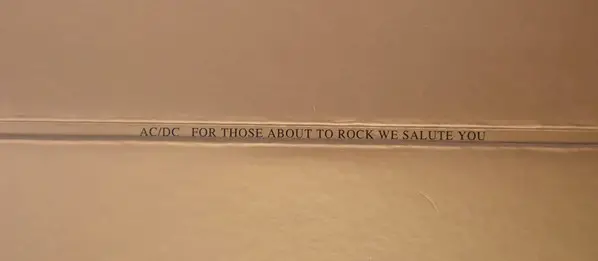 AC/DC FOR THOSE ABOUT TO ROCK WE SALUTE YOU